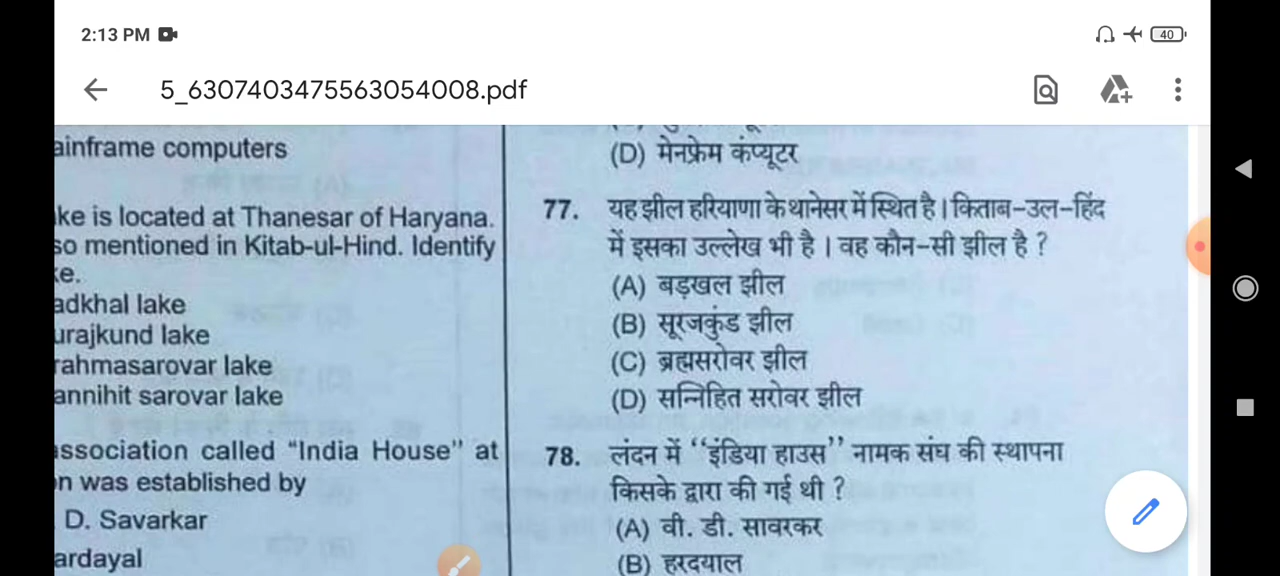 2:13 PM
40
5_6307403475563054008.pdf
ainframe computers
ke is located at Thanesar of Haryana.
so mentioned in Kitab-ul-Hind. Identify
e.
adkhal lake
urajkund lake
rahmasarovar lake
annihit sarovar lake
association called “India House” at
n was established by
D. Savarkar
ardayal
(D) मेनफ्रेम कंप्यूटर
77. यह झील हरियाणा के थानेसर में स्थित है। किताब-उल-हिंद
में इसका उल्लेख भी है। वह कौन-सी झील है ?
(A) बड़खल झील
(B) सूरजकुंड झील
(C) ब्रह्मसरोवर झील
(D) सन्निहित सरोवर झील
78. लंदन में ‘‘इंडिया हाउस’’ नामक संघ की स्थापना
किसके द्वारा की गई थी ?
(A) वी. डी. सावरकर
(B) हरदयाल